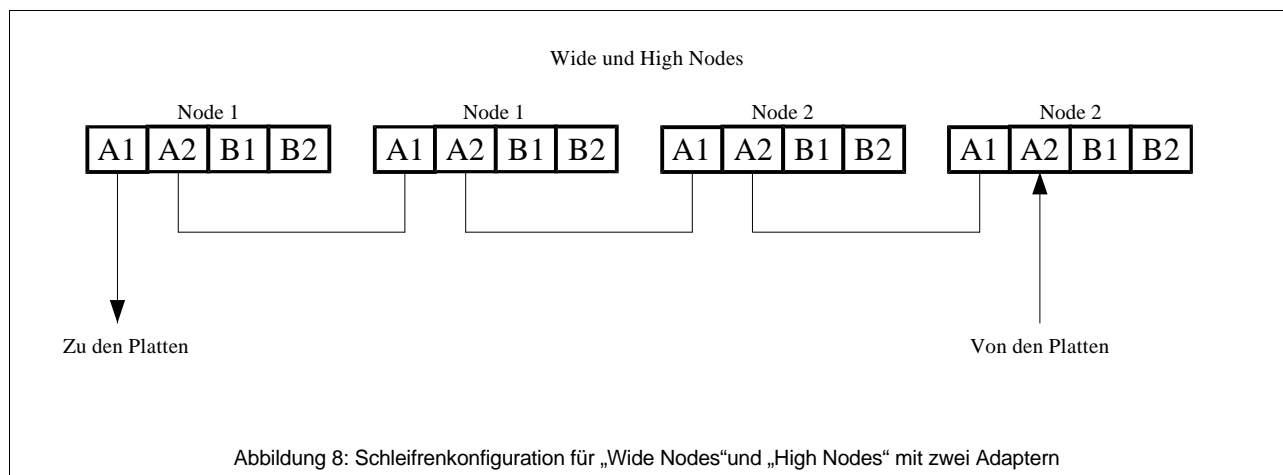 Wide und High Nodes
Node 1 Node 1 Node 2 Node 2
A1 A2 B1 B2 A1 A2 B1 B2 A1 A2 B1 B2 A1 A2 B1 B2
Zu den Platten Von den Platten
Abbildung 8: Schleifrenkonfiguration für „Wide Nodes“und „High Nodes“ mit zwei Adaptern